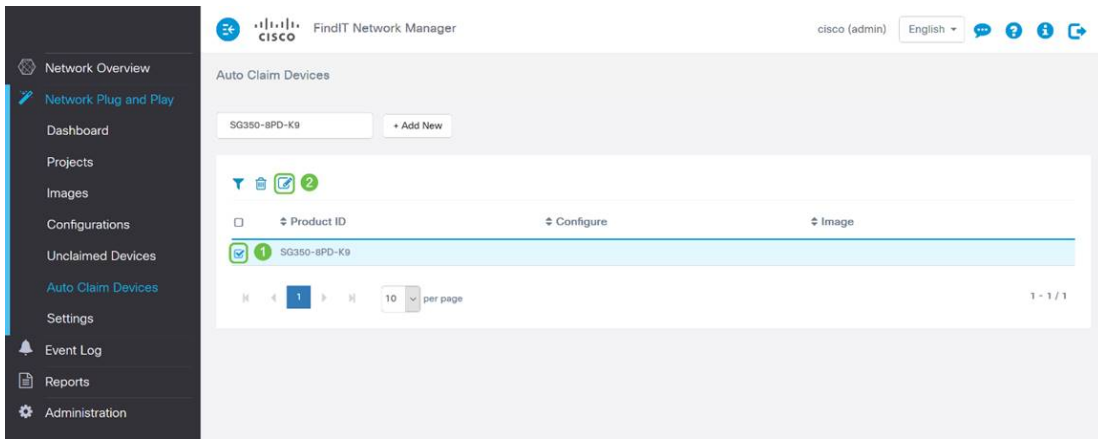 CISCO
FindIT Network Manager
cisco (admin)
English
Network Overview
Network Plug and Play
Dashboard
Projects
Images
Configurations
Unclaimed Devices
Auto Claim Devices
Settings
Event Log
Reports
Administration
Auto Claim Devices
SG350-8PD-K9
+ Add New
2
Product ID
Configure
Image
1
SG350-8PD-K9
1
10
per page
1 - 1 / 1